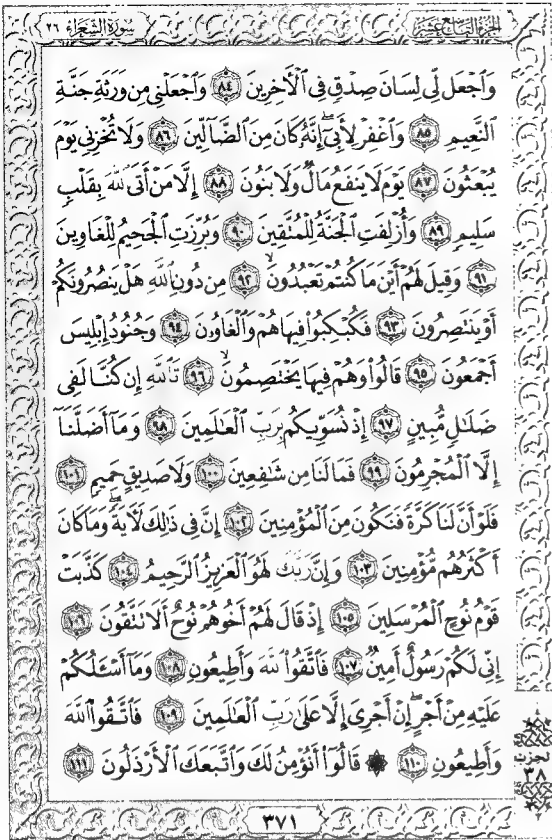 الجزء التاسع عشر
سورة الشعراء ٢٦
وَٱجْعَل لِّى لِسَانَ صِدْقٍ فِى ٱلْأَخِرِينَ ٨٤ وَٱجْعَلْنِى مِن وَرَثَةِ جَنَّةِ
ٱلنَّعِيمِ ٨٥ وَٱغْفِرْ لِأَبِىٓ إِنَّهُۥ كَانَ مِنَ ٱلضَّآلِّينَ ٨٦ وَلَا تُخْزِنِى يَوْمَ
يُبْعَثُونَ ٨٧ يَوْمَ لَا يَنفَعُ مَالٌ وَلَا بَنُونَ ٨٨ إِلَّا مَنْ أَتَى ٱللَّهَ بِقَلْبٍ
سَلِيمٍ ٨٩ وَأُزْلِفَتِ ٱلْجَنَّةُ لِلْمُتَّقِينَ ٩٠ وَبُرِّزَتِ ٱلْجَحِيمُ لِلْغَاوِينَ
٩١ وَقِيلَ لَهُمْ أَيْنَ مَا كُنتُمْ تَعْبُدُونَ ٩٢ مِن دُونِ ٱللَّهِ هَلْ يَنصُرُونَكُمْ
أَوْ يَنتَصِرُونَ ٩٣ فَكُبْكِبُوا۟ فِيهَا هُمْ وَٱلْغَاوُۥنَ ٩٤ وَجُنُودُ إِبْلِيسَ
أَجْمَعُونَ ٩٥ قَالُوا۟ وَهُمْ فِيهَا يَخْتَصِمُونَ ٩٦ تَٱللَّهِ إِن كُنَّا لَفِى
ضَلَٰلٍ مُّبِينٍ ٩٧ إِذْ نُسَوِّيكُم بِرَبِّ ٱلْعَٰلَمِينَ ٩٨ وَمَآ أَضَلَّنَآ
إِلَّا ٱلْمُجْرِمُونَ ٩٩ فَمَا لَنَا مِن شَٰفِعِينَ ١٠٠ وَلَا صَدِيقٍ حَمِيمٍ ١٠١
فَلَوْ أَنَّ لَنَا كَرَّةً فَنَكُونَ مِنَ ٱلْمُؤْمِنِينَ ١٠٢ إِنَّ فِى ذَٰلِكَ لَأَيَةً وَمَا كَانَ
أَكْثَرُهُم مُّؤْمِنِينَ ١٠٣ وَإِنَّ رَبَّكَ لَهُوَ ٱلْعَزِيزُ ٱلرَّحِيمُ ١٠٤ كَذَّبَتْ
قَوْمُ نُوحٍ ٱلْمُرْسَلِينَ ١٠٥ إِذْ قَالَ لَهُمْ أَخُوهُمْ نُوحٌ أَلَا تَتَّقُونَ ١٠٦
إِنِّى لَكُمْ رَسُولٌ أَمِينٌ ١٠٧ فَٱتَّقُوا۟ ٱللَّهَ وَأَطِيعُونِ ١٠٨ وَمَآ أَسْـَٔلُكُمْ
عَلَيْهِ مِنْ أَجْرٍ إِنْ أَجْرِىَ إِلَّا عَلَىٰ رَبِّ ٱلْعَٰلَمِينَ ١٠٩ فَٱتَّقُوا۟ ٱللَّهَ
وَأَطِيعُونِ ١١٠ ۞ قَالُوٓا۟ أَنُؤْمِنُ لَكَ وَٱتَّبَعَكَ ٱلْأَرْذَلُونَ ١١١
لحزب
٣٨
٣٧١